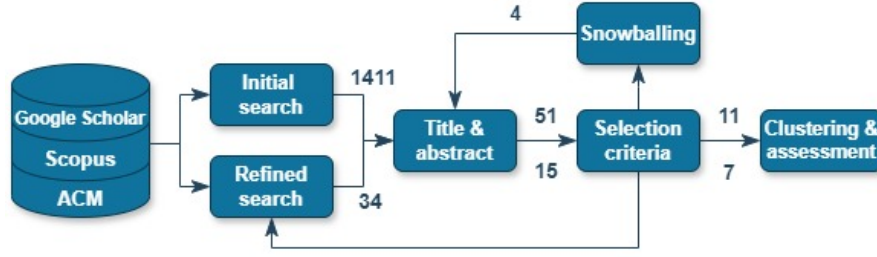 4
Snowballing
Google Scholar
Scopus
ACM
Initial
search
1411
Refined
search
34
Title &
abstract
51
15
Selection
criteria
11
7
Clustering &
assessment